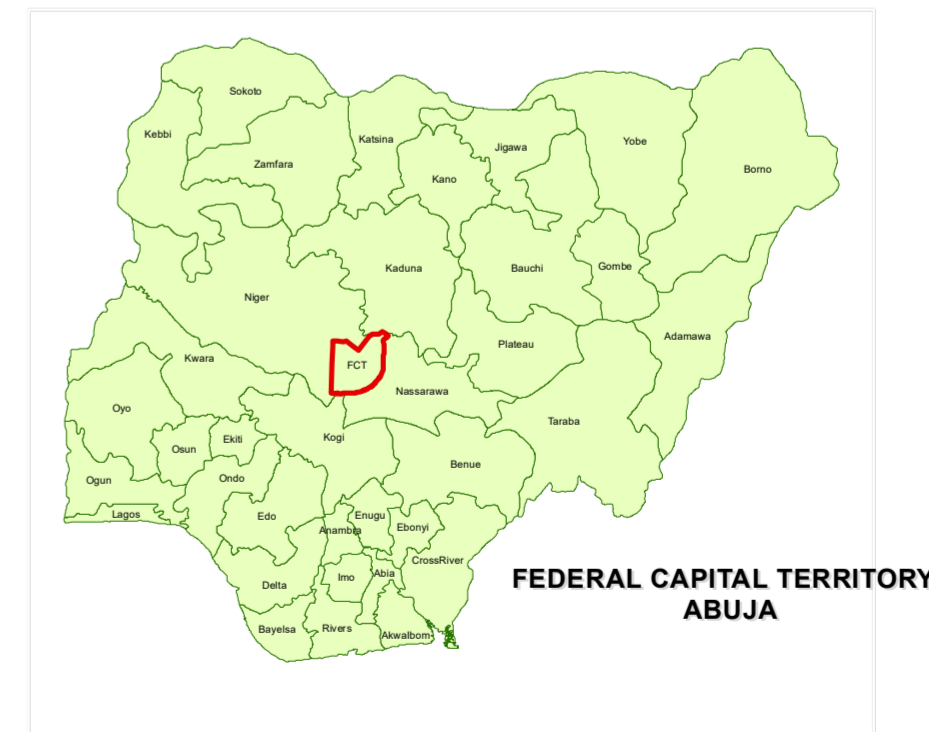 Sokoto
Kebbi
Katsina
Yobe
Jigawa
Zamfara
Borno
Kano
Kaduna
Bauchi
Gombe
Niger
Adamawa
Plateau
Kwara
FCT
Nassarawa
Oyo
Taraba
Kogi
Ekiti
Osun
Benue
Ogun
Ondo
Lagos
Edo
Enugu
Anambra
Ebonyi
CrossRiver
Imo
Abia
Delta
FEDERAL CAPITAL TERRITORY
ABUJA
Bayelsa
Rivers
Akwalbom